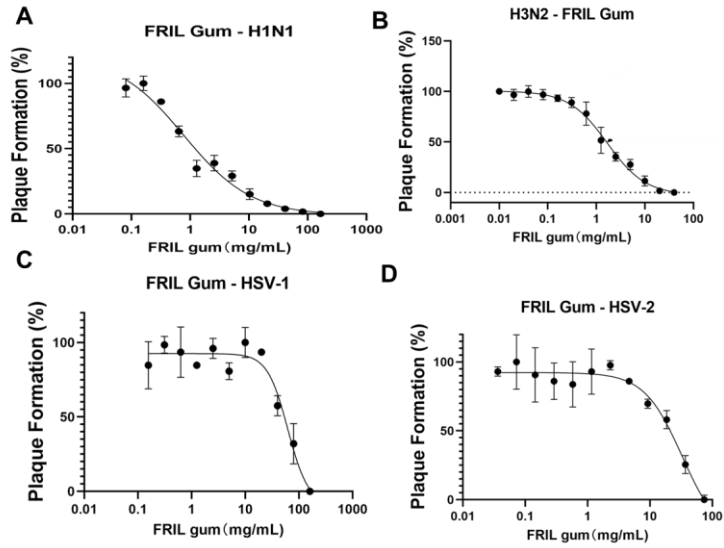 A
FRIL Gum - H1N1
Plaque Formation (%)
100
50
0
0.01 0.1 1 10 100 1000
FRIL gum（mg/mL）
B
H3N2 - FRIL Gum
Plaque Formation (%)
150
100
50
0
0.001 0.01 0.1 1 10 100
FRIL gum（mg/mL）
C
FRIL Gum - HSV-1
Plaque Formation (%)
100
50
0
0.01 0.1 1 10 100 1000
FRIL gum（mg/mL）
D
FRIL Gum - HSV-2
Plaque Formation (%)
100
50
0
0.01 0.1 1 10 100
FRIL gum（mg/mL）